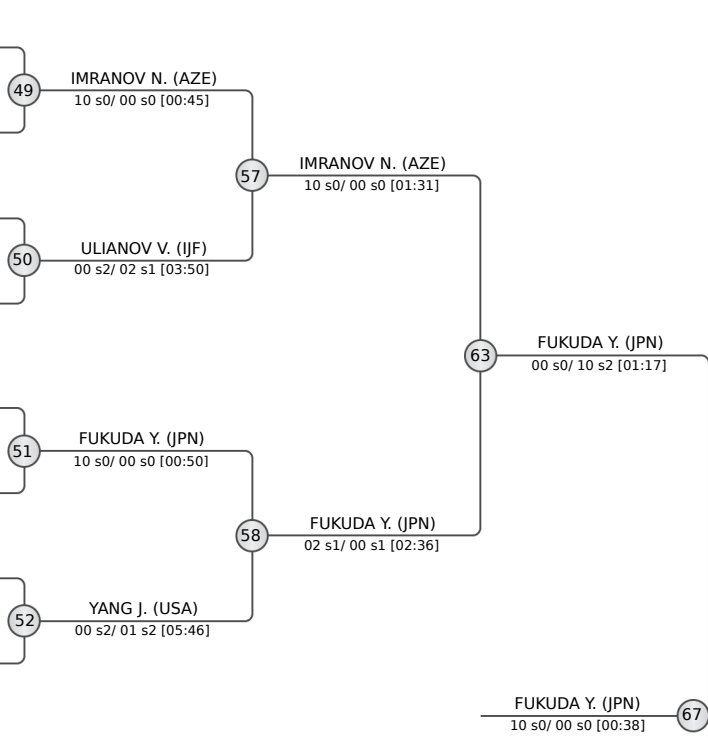 49
IMRANOV N. (AZE)
10 s0/ 00 s0 [00:45]
57
IMRANOV N. (AZE)
10 s0/ 00 s0 [01:31]
50
ULIANOV V. (IJF)
00 s2/ 02 s1 [03:50]
63
FUKUDA Y. (JPN)
00 s0/ 10 s2 [01:17]
51
FUKUDA Y. (JPN)
10 s0/ 00 s0 [00:50]
58
FUKUDA Y. (JPN)
02 s1/ 00 s1 [02:36]
52
YANG J. (USA)
00 s2/ 01 s2 [05:46]
FUKUDA Y. (JPN)
10 s0/ 00 s0 [00:38]
67